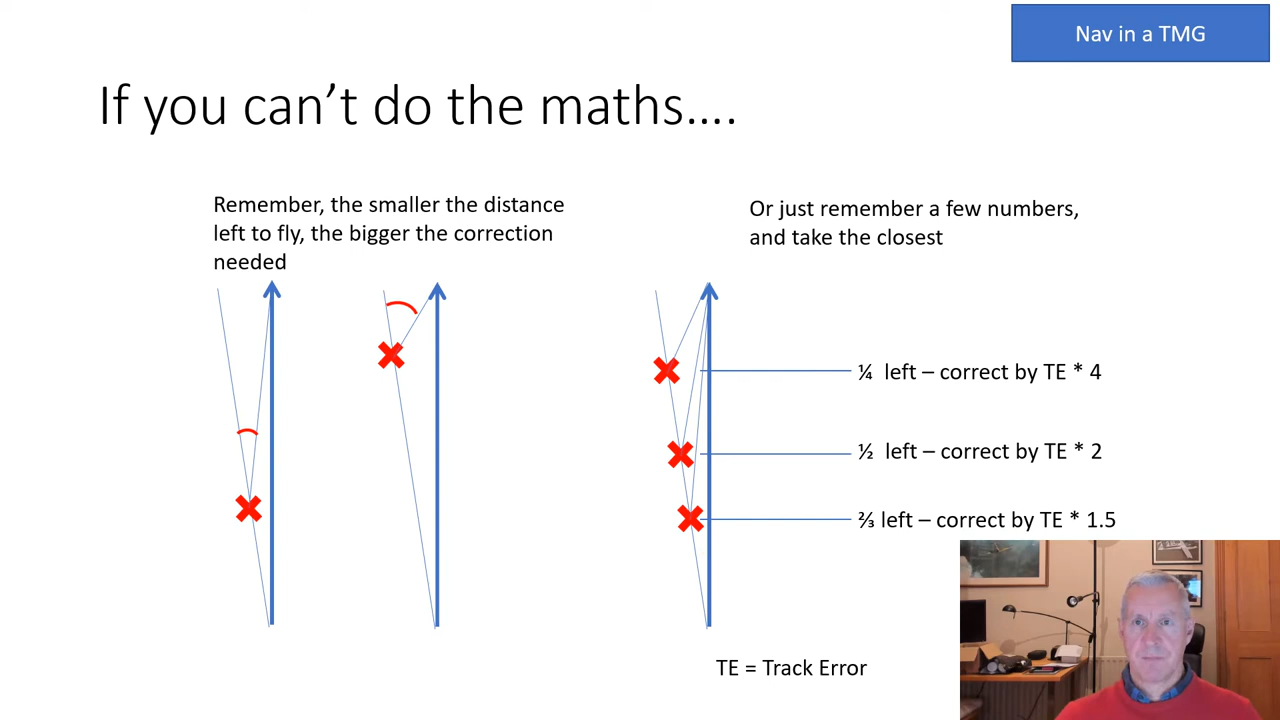 Nav in a TMG
If you can’t do the maths….
Remember, the smaller the distance
left to fly, the bigger the correction
needed
Or just remember a few numbers,
and take the closest
¼  left – correct by TE * 4
½  left – correct by TE * 2
⅔ left – correct by TE * 1.5
TE = Track Error